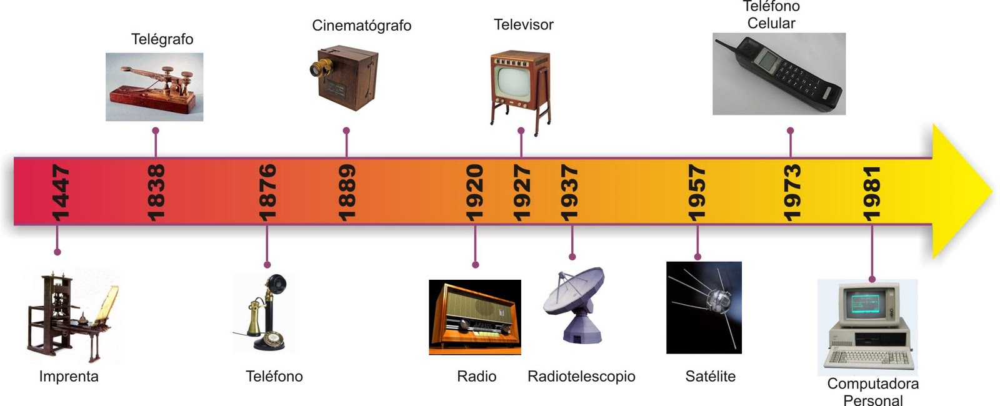 Teléfono
Celular
Cinematógrafo
Televisor
Telégrafo
1447
1838
1876
1889
1920
1927
1937
1957
1973
1981
Imprenta
Teléfono
Radio
Radiotelescopio
Satélite
Computadora
Personal